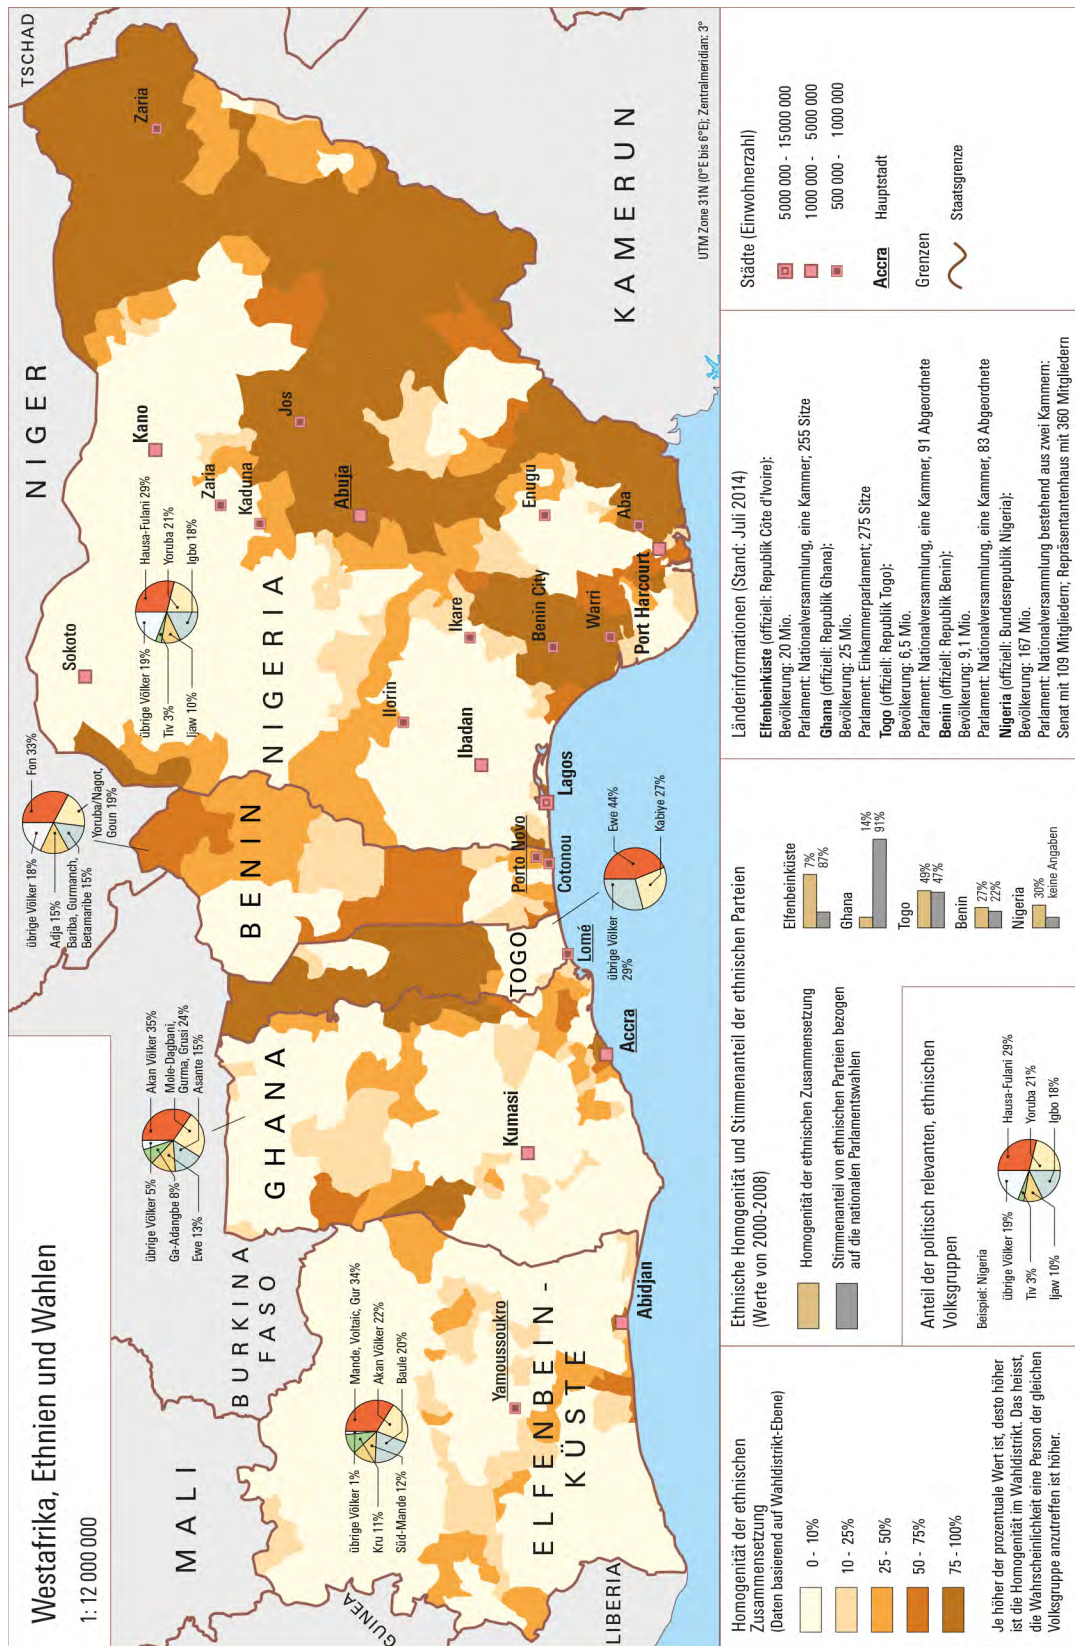 Westafrika, Ethnien und Wahlen
1: 12 000 000
MALI
BURKINA
FASO
NIGER
TSCHAD
GUINEA
LIBERIA
ELFENBEIN-
KÜSTE
GHANA
TOGO
BENIN
NIGERIA
KAMERUN
Yamoussoukro
Abidjan
Kumasi
Accra
Lomé
Cotonou
Porto Novo
Lagos
Ibadan
Ilorin
Ikare
Benin City
Warri
Port Harcourt
Aba
Enugu
Abuja
Jos
Kaduna
Zaria
Kano
Sokoto
Zaria
übrige Völker 1%
Kru 11%
Süd-Mande 12%
Mande, Voltaic, Gur 34%
Akan Völker 22%
Baule 20%
übrige Völker 5%
Ga-Adangbe 8%
Ewe 13%
Akan Völker 35%
Mole-Dagbani,
Gurma, Grusi 24%
Asante 15%
übrige Völker 18%
Adja 15%
Bariba, Gurmanch,
Betamaribe 15%
Fon 33%
Yoruba/Nagot,
Goun 19%
übrige Völker
29%
Ewe 44%
Kabiye 27%
übrige Völker 19%
Tiv 3%
Ijaw 10%
Hausa-Fulani 29%
Yoruba 21%
Igbo 18%
UTM Zone 31N (0°E bis 6°E); Zentralmeridian: 3°
Homogenität der ethnischen
Zusammensetzung
(Daten basierend auf Wahldistrikt-Ebene)
0 - 10%
10 - 25%
25 - 50%
50 - 75%
75 - 100%
Je höher der prozentuale Wert ist, desto höher
ist die Homogenität im Wahldistrikt. Das heisst,
die Wahrscheinlichkeit eine Person der gleichen
Volksgruppe anzutreffen ist höher.
Ethnische Homogenität und Stimmenanteil der ethnischen Parteien
(Werte von 2000-2008)
Homogenität der ethnischen Zusammensetzung
Stimmenanteil von ethnischen Parteien bezogen
auf die nationalen Parlamentswahlen
Elfenbeinküste
7%
87%
Ghana
14%
91%
Togo
49%
47%
Benin
27%
22%
Nigeria
30%
keine Angaben
Anteil der politisch relevanten, ethnischen
Volksgruppen
Beispiel: Nigeria
übrige Völker 19%
Tiv 3%
Ijaw 10%
Hausa-Fulani 29%
Yoruba 21%
Igbo 18%
Länderinformationen (Stand: Juli 2014)
Elfenbeinküste (offiziell: Republik Côte d'Ivoire):
Bevölkerung: 20 Mio.
Parlament: Nationalversammlung, eine Kammer, 255 Sitze
Ghana (offiziell: Republik Ghana):
Bevölkerung: 25 Mio.
Parlament: Einkammerparlament; 275 Sitze
Togo (offiziell: Republik Togo):
Bevölkerung: 6,5 Mio.
Parlament: Nationalversammlung, eine Kammer, 91 Abgeordnete
Benin (offiziell: Republik Benin):
Bevölkerung: 9,1 Mio.
Parlament: Nationalversammlung, eine Kammer, 83 Abgeordnete
Nigeria (offiziell: Bundesrepublik Nigeria):
Bevölkerung: 167 Mio.
Parlament: Nationalversammlung bestehend aus zwei Kammern:
Senat mit 109 Mitgliedern; Repräsentantenhaus mit 360 Mitgliedern
Städte (Einwohnerzahl)
5 000 000 - 15 000 000
1 000 000 - 5 000 000
500 000 - 1 000 000
Accra Hauptstadt
Grenzen
Staatsgrenze